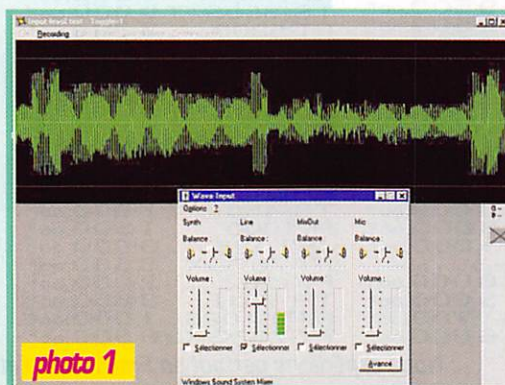 Input level test - Toggle=1
Recording
Wave Input
Options ?
Synth Line MixOut Mic
Balance : Balance : Balance : Balance :
Volume : Volume : Volume : Volume :
Sélectionner Sélectionner Sélectionner Sélectionner
Avancé
photo 1
Windows Sound System Mixer